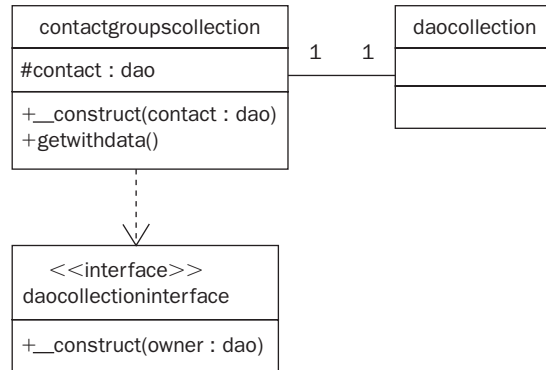 contactgroupscollection
#contact : dao
+__construct(contact : dao)
+getwithdata()
1 1
daocollection
<<interface>>
daocollectioninterface
+__construct(owner : dao)